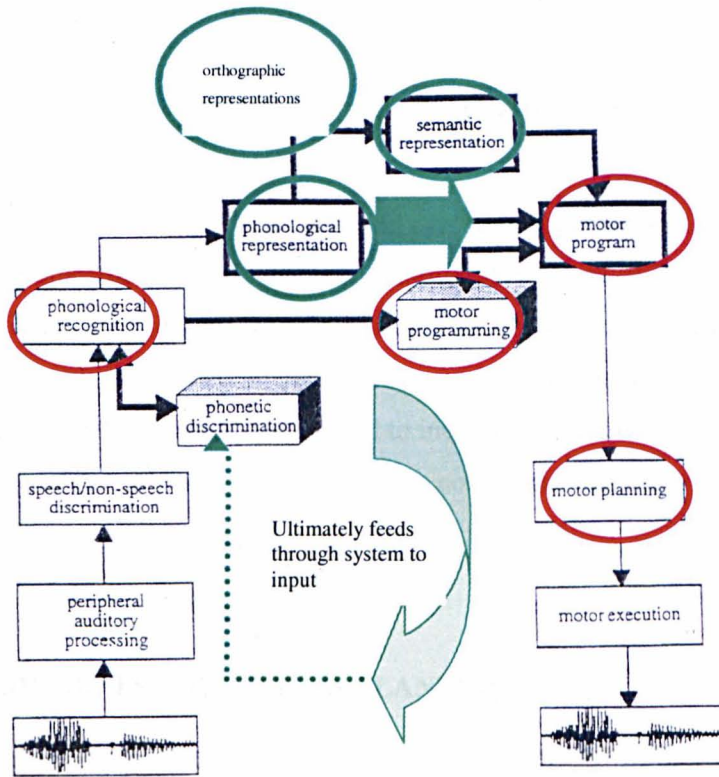 orthographic
representations
semantic
representation
phonological
representation
motor
program
phonological
recognition
motor
programming
phonetic
discrimination
speech/non-speech
discrimination
motor planning
Ultimately feeds
through system to
input
peripheral
auditory
processing
motor execution